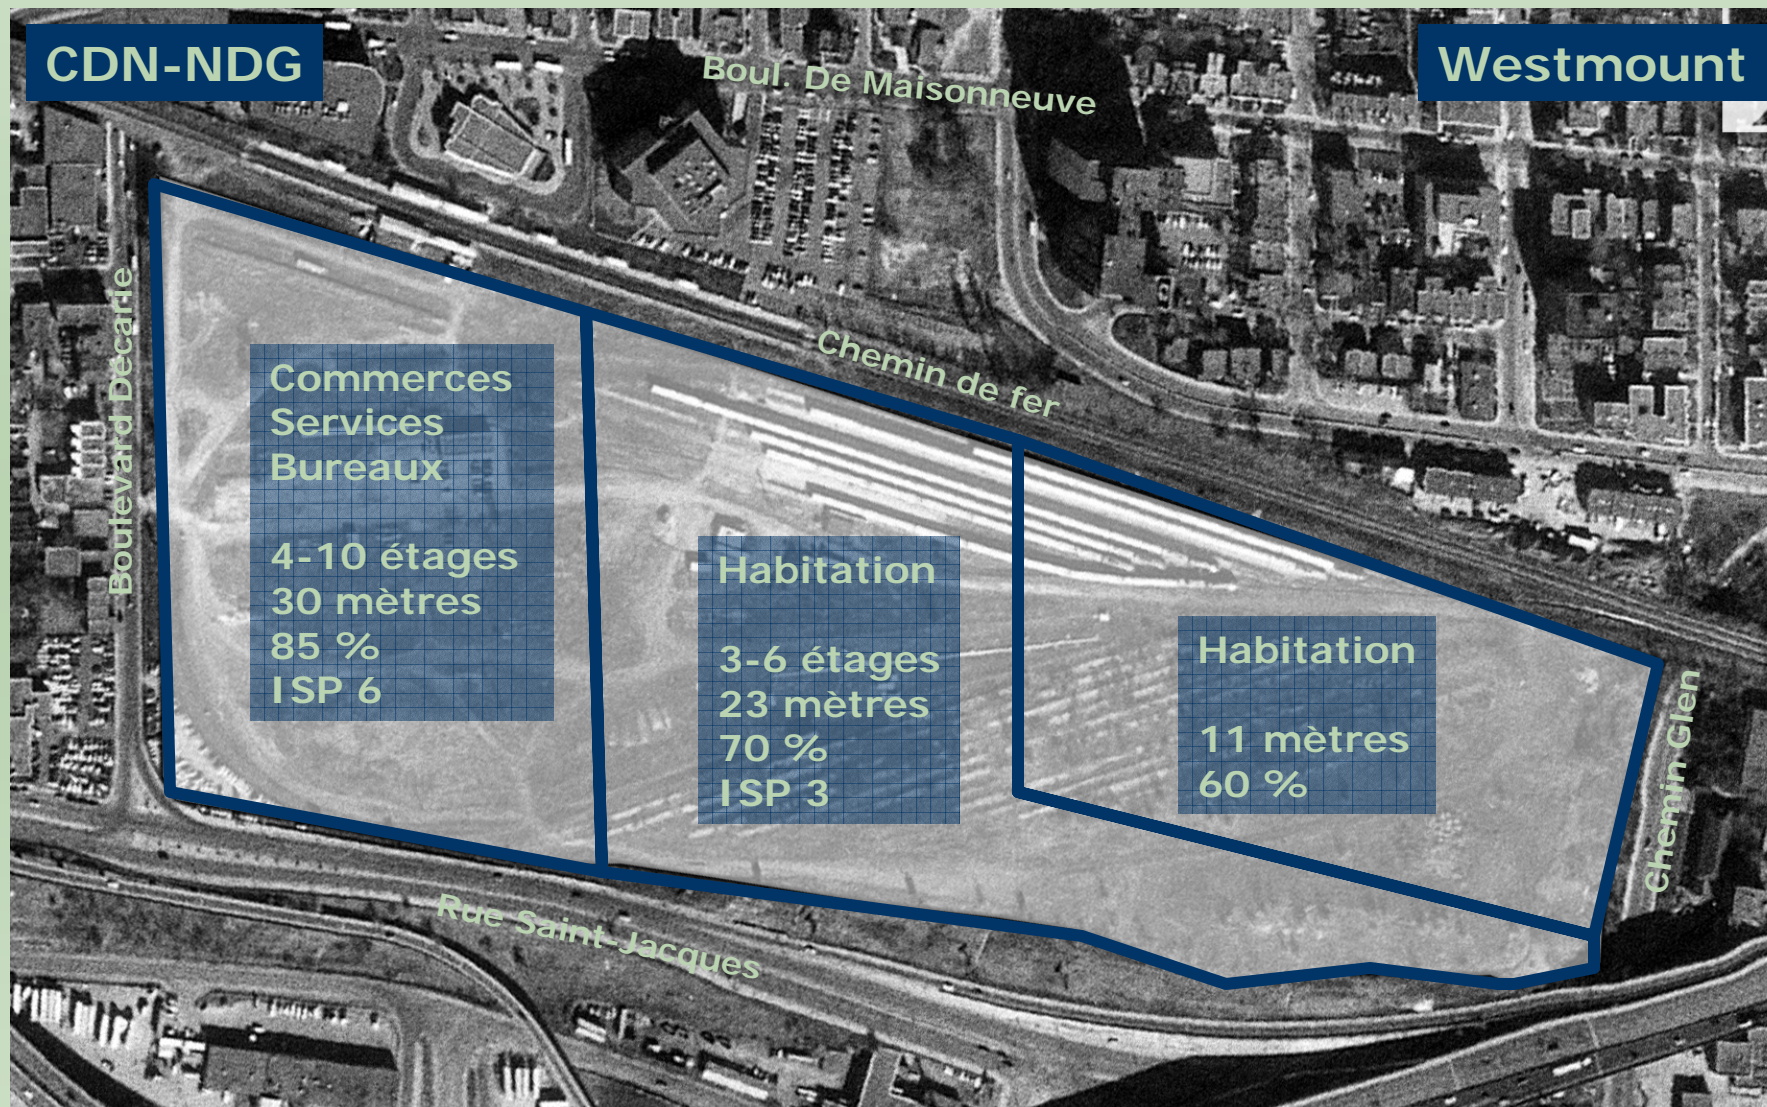 CDN-NDG
Westmount
Boul. De Maisonneuve
Chemin de fer
Boulevard Décarie
Commerces
Services
Bureaux
4-10 étages
30 mètres
85 %
ISP 6
Habitation
3-6 étages
23 mètres
70 %
ISP 3
Habitation
11 mètres
60 %
Chemin Glen
Rue Saint-Jacques